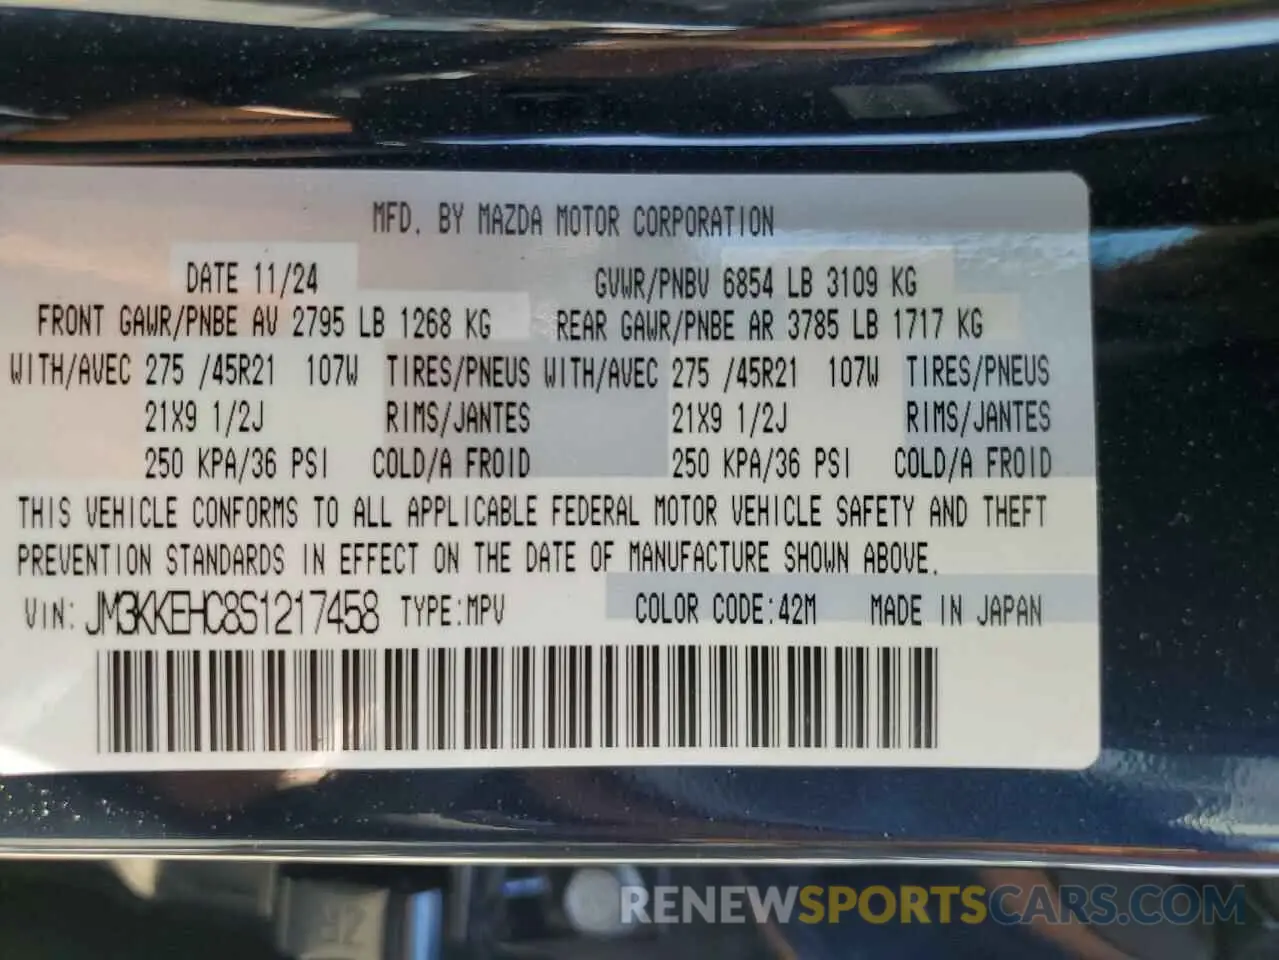 MFD. BY MAZDA MOTOR CORPORATION
DATE 11/24 GVWR/PNBV 6854 LB 3109 KG
FRONT GAWR/PNBE AV 2795 LB 1268 KG REAR GAWR/PNBE AR 3785 LB 1717 KG
WITH/AVEC 275 /45R21 107W TIRES/PNEUS WITH/AVEC 275 /45R21 107W TIRES/PNEUS
21X9 1/2J RIMS/JANTES 21X9 1/2J RIMS/JANTES
250 KPA/36 PSI COLD/A FROID 250 KPA/36 PSI COLD/A FROID
THIS VEHICLE CONFORMS TO ALL APPLICABLE FEDERAL MOTOR VEHICLE SAFETY AND THEFT
PREVENTION STANDARDS IN EFFECT ON THE DATE OF MANUFACTURE SHOWN ABOVE.
VIN: JM3KKEHC8S1217458 TYPE:MPV COLOR CODE:42M MADE IN JAPAN
RENEWSPORTSCARS.COM